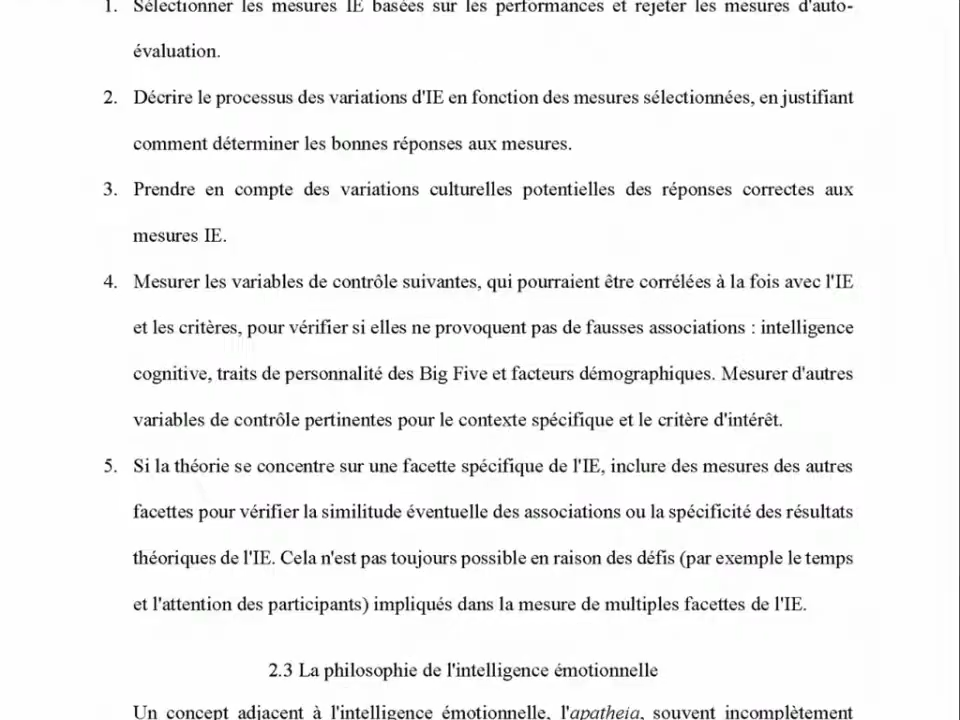 1. Sélectionner les mesures IE basées sur les performances et rejeter les mesures d'auto-
évaluation.
2. Décrire le processus des variations d'IE en fonction des mesures sélectionnées, en justifiant
comment déterminer les bonnes réponses aux mesures.
3. Prendre en compte des variations culturelles potentielles des réponses correctes aux
mesures IE.
4. Mesurer les variables de contrôle suivantes, qui pourraient être corrélées à la fois avec l'IE
et les critères, pour vérifier si elles ne provoquent pas de fausses associations : intelligence
cognitive, traits de personnalité des Big Five et facteurs démographiques. Mesurer d'autres
variables de contrôle pertinentes pour le contexte spécifique et le critère d'intérêt.
5. Si la théorie se concentre sur une facette spécifique de l'IE, inclure des mesures des autres
facettes pour vérifier la similitude éventuelle des associations ou la spécificité des résultats
théoriques de l'IE. Cela n'est pas toujours possible en raison des défis (par exemple le temps
et l'attention des participants) impliqués dans la mesure de multiples facettes de l'IE.
2.3 La philosophie de l'intelligence émotionnelle
Un concept adjacent à l'intelligence émotionnelle, l'apatheia, souvent incomplètement